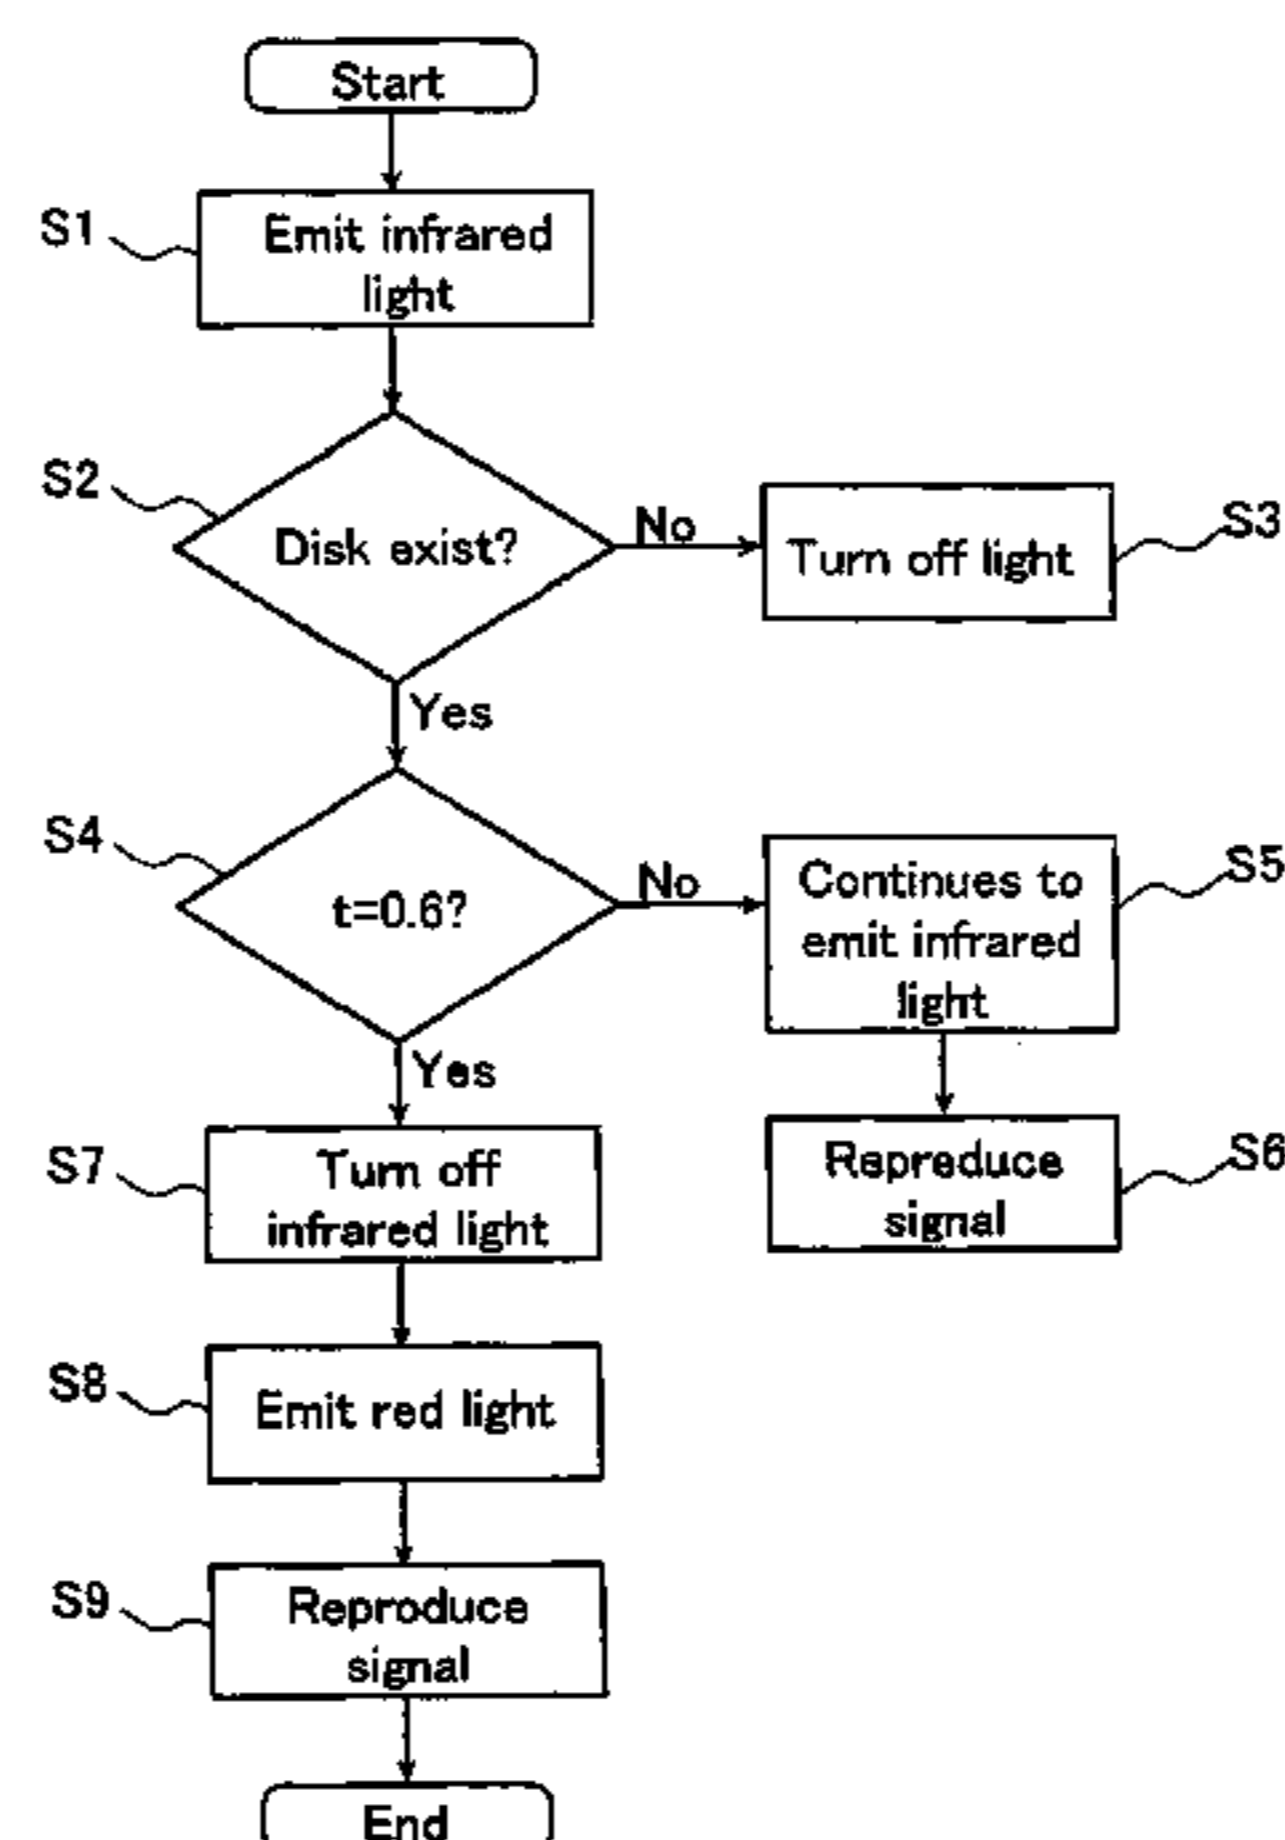 Start
S1
Emit infrared
light
S2
Disk exist?
No
Turn off light
S3
Yes
S4
t=0.6?
No
Continues to
emit infrared
light
S5
Yes
S7
Turn off
infrared light
Repreduce
signal
S6
S8
Emit red light
S9
Reproduce
signal
End